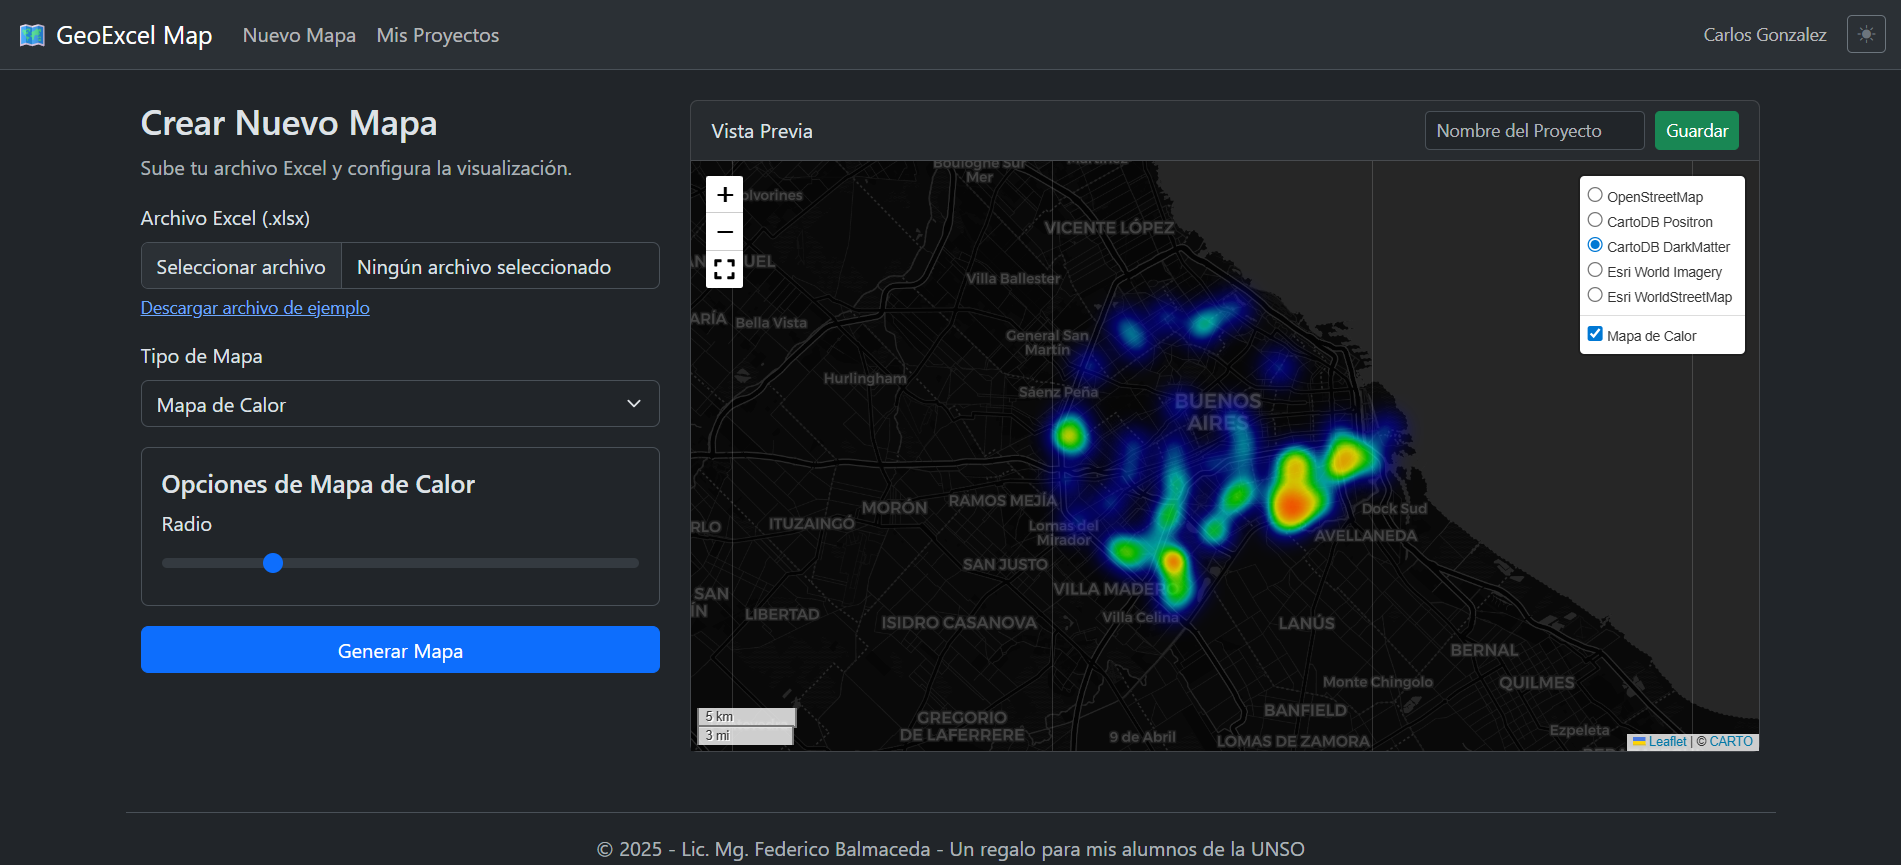 GeoExcel Map
Nuevo Mapa
Mis Proyectos
Carlos Gonzalez
Crear Nuevo Mapa
Sube tu archivo Excel y configura la visualización.
Archivo Excel (.xlsx)
Seleccionar archivo
Ningún archivo seleccionado
Descargar archivo de ejemplo
Tipo de Mapa
Mapa de Calor
Opciones de Mapa de Calor
Radio
Generar Mapa
Vista Previa
Nombre del Proyecto
Guardar
+
−
OpenStreetMap
CartoDB Positron
CartoDB DarkMatter
Esri World Imagery
Esri WorldStreetMap
Mapa de Calor
Boulogne Sur
Mer
VICENTE LÓPEZ
Villa Ballester
Bella Vista
General San
Martín
Hurlingham
Sáenz Peña
BUENOS
AIRES
RAMOS MEJÍA
MORÓN
ITUZAINGÓ
Lomas del
Mirador
Dock Sud
AVELLANEDA
SAN JUSTO
VILLA MADERO
SAN
LIBERTAD
ISIDRO CASANOVA
Villa Celina
LANÚS
BERNAL
Monte Chingolo
QUILMES
BANFIELD
GREGORIO
DE LAFERRERE
9 de Abril
LOMAS DE ZAMORA
Ezpeleta
5 km
3 mi
Leaflet | © CARTO
© 2025 - Lic. Mg. Federico Balmaceda - Un regalo para mis alumnos de la UNSO